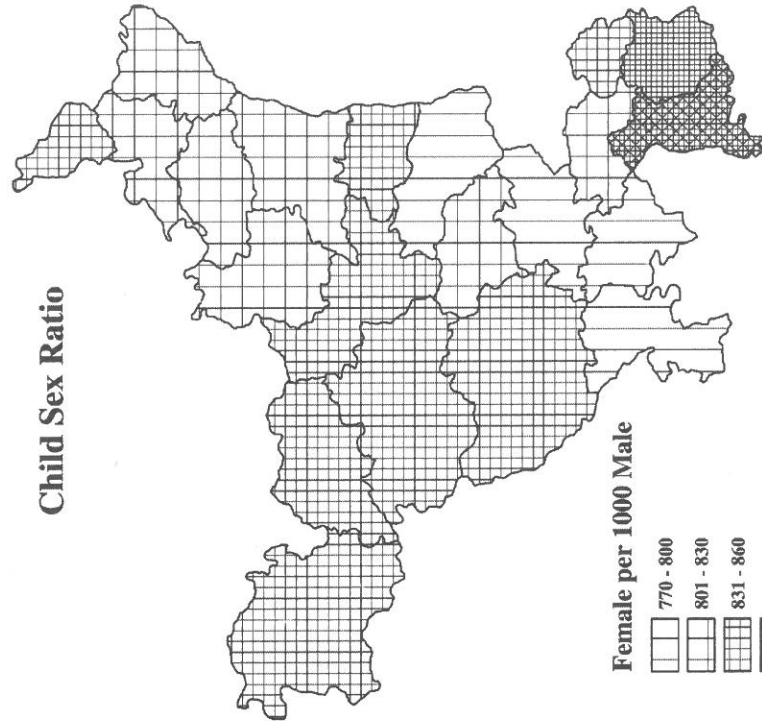 Child Sex Ratio
Female per 1000 Male
770 - 800
801 - 830
831 - 860